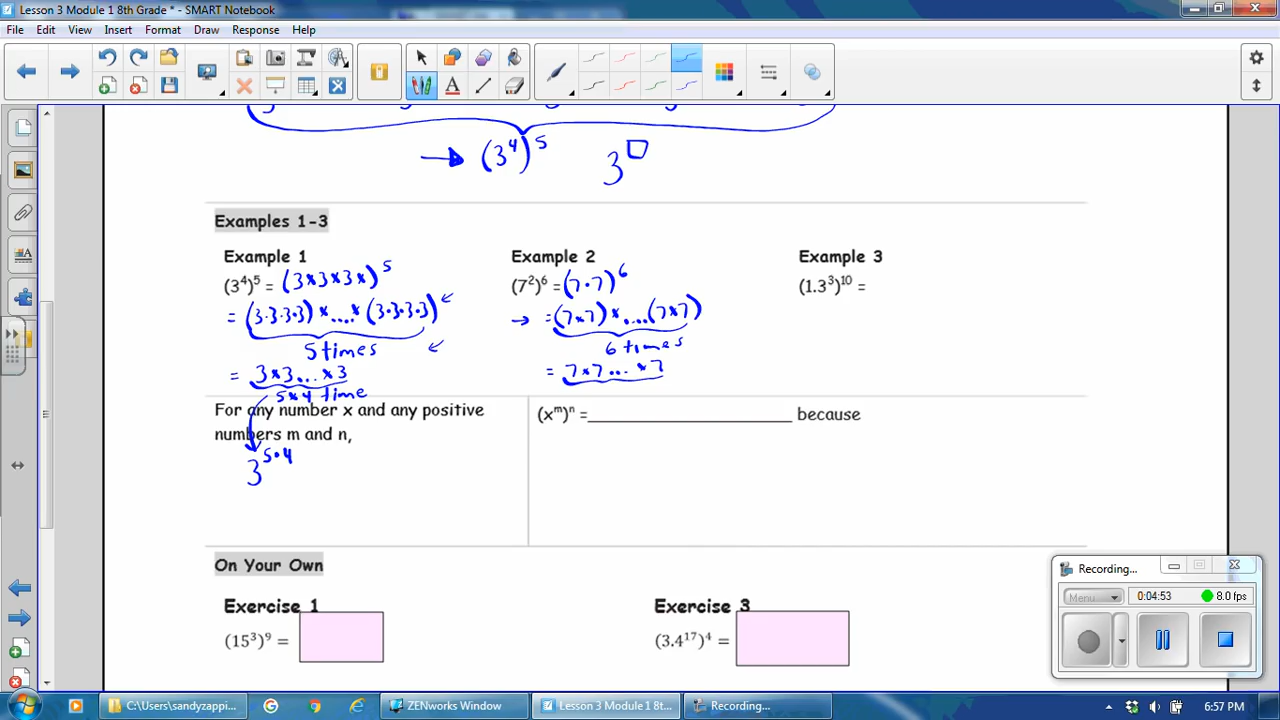 Lesson 3 Module 1 8th Grade * - SMART Notebook
File Edit View Insert Format Draw Response Help
(3⁴)⁵ 3^□
Examples 1-3
Example 1 Example 2 Example 3
(3⁴)⁵ = (3×3×3×)⁵ (7²)⁶ = (7·7)⁶ (1.3³)¹⁰ =
= (3·3·3·3) × .... × (3·3·3·3) → = (7×7) × .... (7×7)
5 times 6 times
= 3×3... ×3 = 7×7 ... ×7
5×4 time
For any number x and any positive
numbers m and n,
3^5·4
(xᵐ)ⁿ =____________________ because
On Your Own
Exercise 1 Exercise 3
(15³)⁹ = (3.4¹⁷)⁴ =
Recording...
Menu 0:04:53 8.0 fps
C:\Users\sandyzappi... ZENworks Window Lesson 3 Module 1 8t... Recording... 6:57 PM